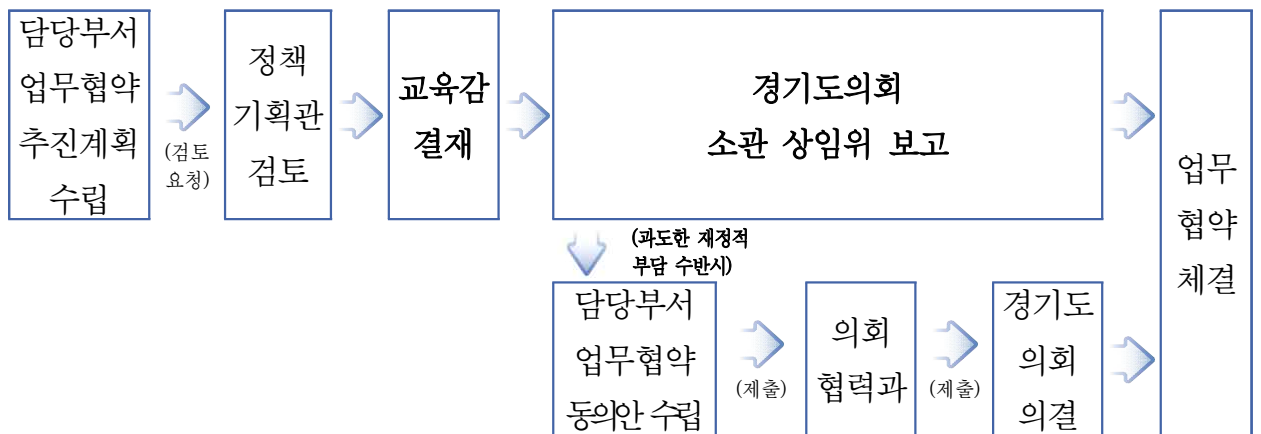 담당부서
업무협약
추진계획
수립
(검토
요청)
정책
기획관
검토
교육감
결재
경기도의회
소관 상임위 보고
(과도한 재정적
부담 수반시)
담당부서
업무협약
동의안 수립
(제출)
의회
협력과
(제출)
경기도
의회
의결
업무
협약
체결